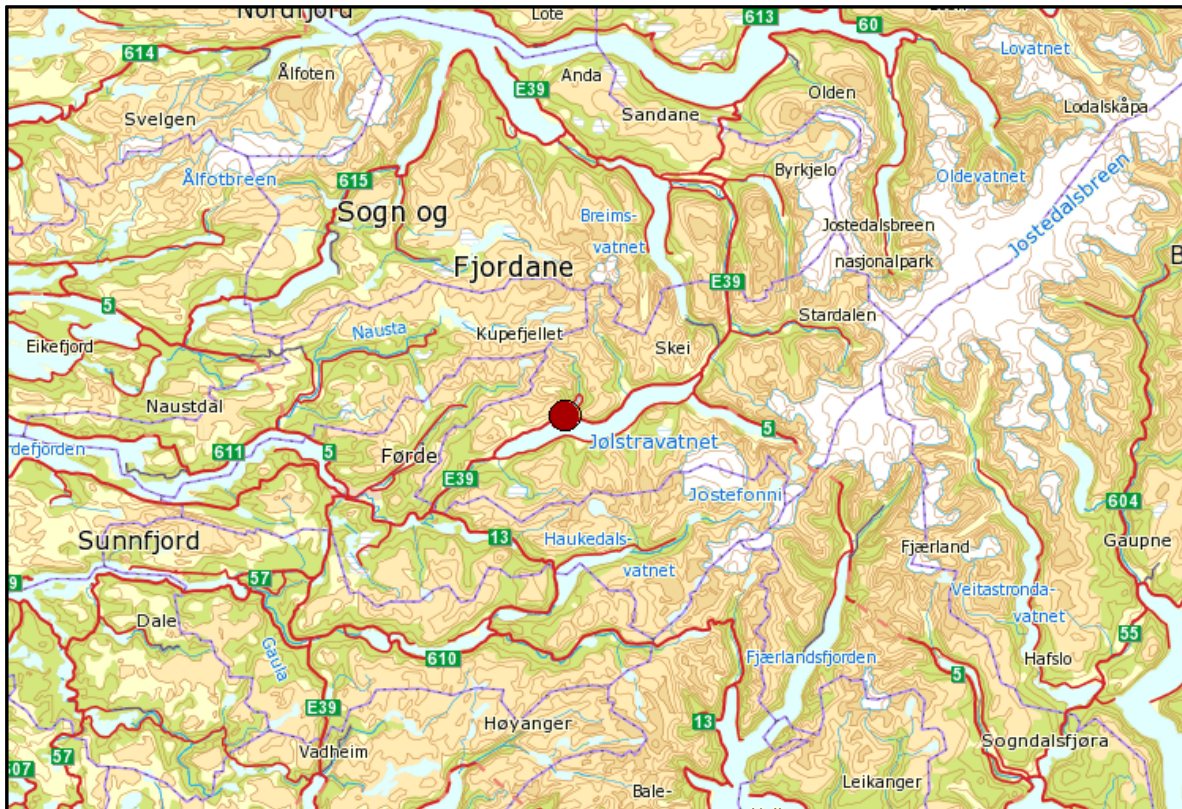 Nordfjord
Lote
613
60
614
Lovatnet
Ålfoten
Anda
E39
Olden
Lodalskåpa
Svelgen
Sandane
Byrkjelo
Oldevatnet
Jostedalsbreen
Ålfotbreen
615
Sogn og
Breims-
vatnet
Jostedalsbreen
nasjonalpark
Fjordane
E39
5
Stardalen
Nausta
Kupefjellet
Skei
Eikefjord
Naustdal
5
Jølstravatnet
611
5
Førde
E39
Jostefonni
604
13
Haukedals-
vatnet
Sunnfjord
Fjærland
Gaupne
57
9
Veitastronda-
vatnet
Dale
55
Gaula
610
Fjærlandsfjorden
Hafslo
5
E39
Høyanger
13
Sogndalsfjøra
57
Vadheim
607
Leikanger
Bale-